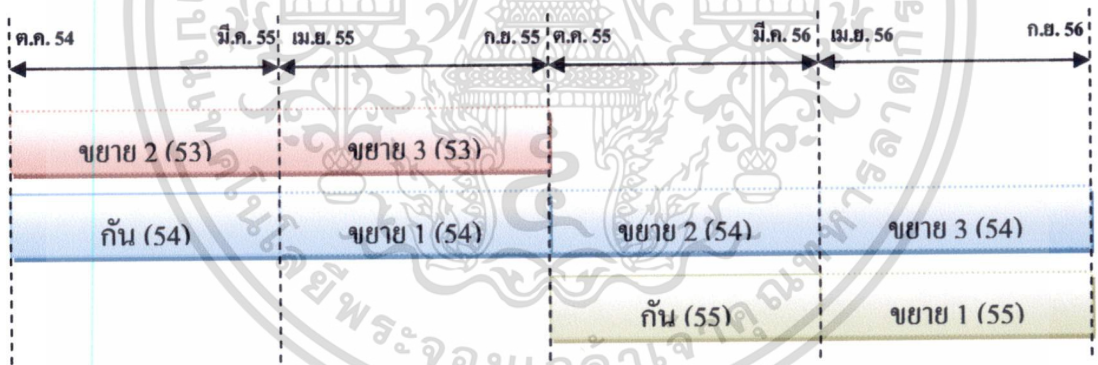 ต.ค. 54 มี.ค. 55 เม.ย. 55 ก.ย. 55 ต.ค. 55 มี.ค. 56 เม.ย. 56 ก.ย. 56
ขยาย 2 (53) ขยาย 3 (53)
กัน (54) ขยาย 1 (54) ขยาย 2 (54) ขยาย 3 (54)
กัน (55) ขยาย 1 (55)